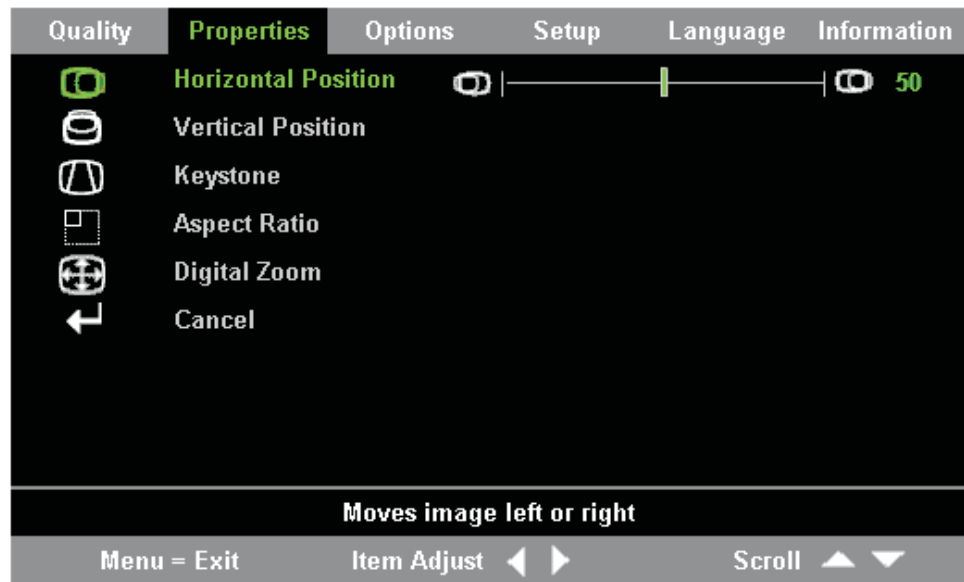 Quality Properties Options Setup Language Information
Horizontal Position 50
Vertical Position
Keystone
Aspect Ratio
Digital Zoom
Cancel
Moves image left or right
Menu = Exit Item Adjust Scroll